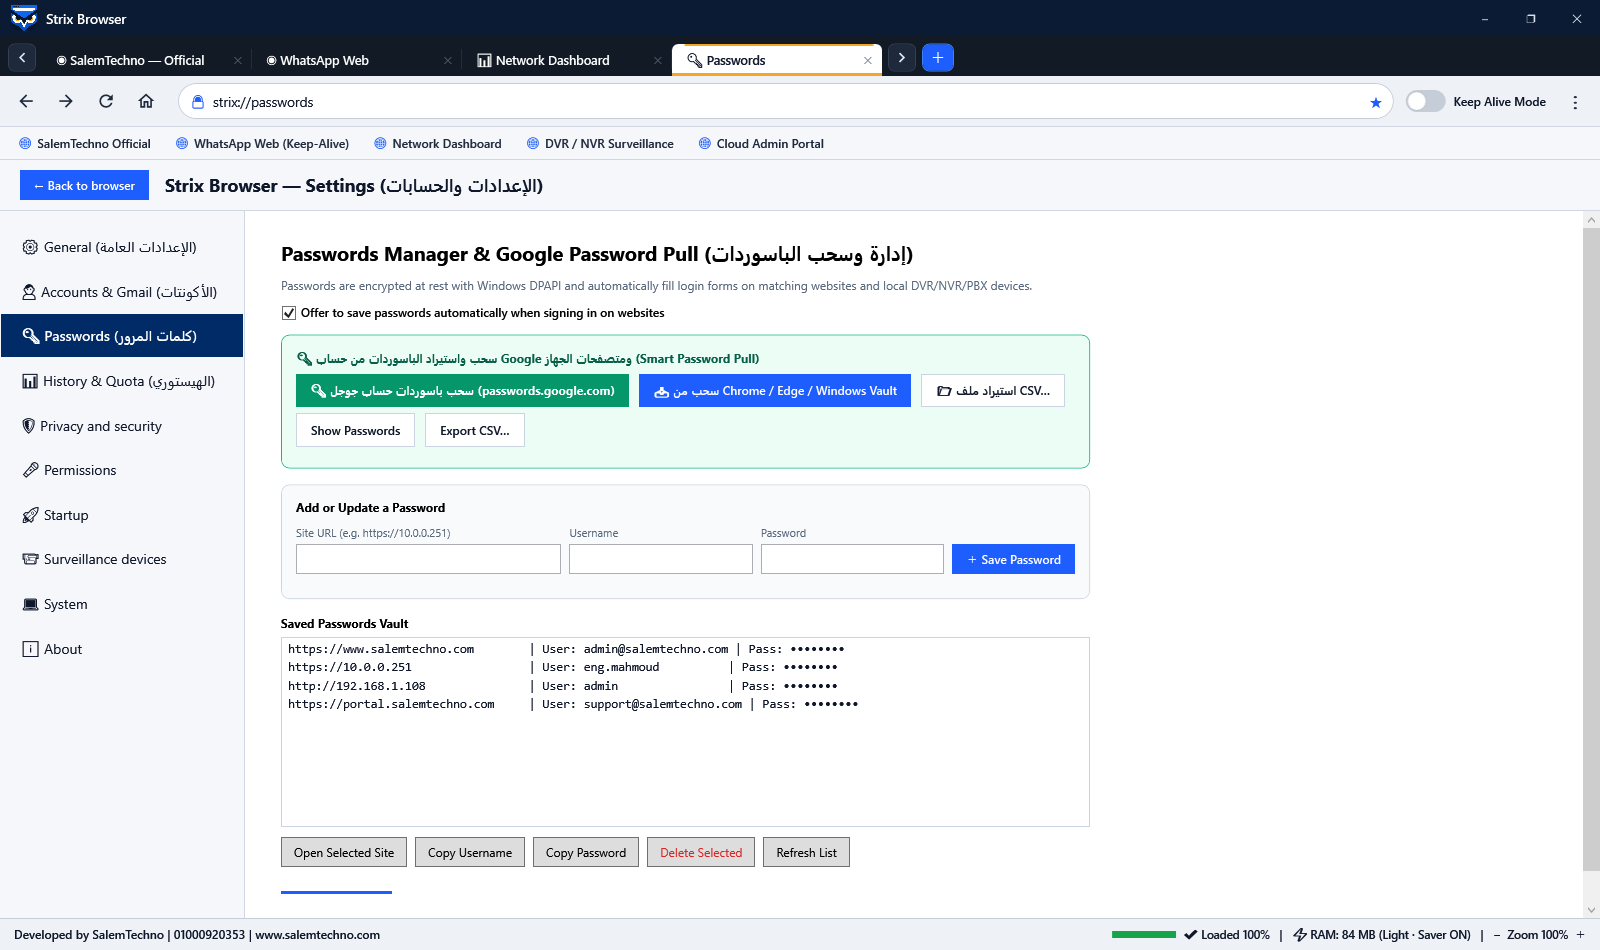 Strix Browser
SalemTechno — Official
WhatsApp Web
Network Dashboard
Passwords
strix://passwords
Keep Alive Mode
SalemTechno Official
WhatsApp Web (Keep-Alive)
Network Dashboard
DVR / NVR Surveillance
Cloud Admin Portal
← Back to browser
Strix Browser — Settings (الإعدادات والحسابات)
General (الإعدادات العامة)
Accounts & Gmail (الأكونتات)
Passwords (كلمات المرور)
History & Quota (الهيستوري)
Privacy and security
Permissions
Startup
Surveillance devices
System
About
Passwords Manager & Google Password Pull (إدارة وسحب الباسوردات)
Passwords are encrypted at rest with Windows DPAPI and automatically fill login forms on matching websites and local DVR/NVR/PBX devices.
Offer to save passwords automatically when signing in on websites
سحب واستيراد الباسوردات من حساب Google ومتصفحات الجهاز (Smart Password Pull)
سحب باسوردات حساب جوجل (passwords.google.com)
سحب من Chrome / Edge / Windows Vault
استيراد ملف CSV...
Show Passwords
Export CSV...
Add or Update a Password
Site URL (e.g. https://10.0.0.251)
Username
Password
+ Save Password
Saved Passwords Vault
https://www.salemtechno.com | User: admin@salemtechno.com | Pass: ••••••••
https://10.0.0.251 | User: eng.mahmoud | Pass: ••••••••
http://192.168.1.108 | User: admin | Pass: ••••••••
https://portal.salemtechno.com | User: support@salemtechno.com | Pass: ••••••••
Open Selected Site
Copy Username
Copy Password
Delete Selected
Refresh List
Developed by SalemTechno | 01000920353 | www.salemtechno.com
✔ Loaded 100% | RAM: 84 MB (Light · Saver ON) | − Zoom 100% +